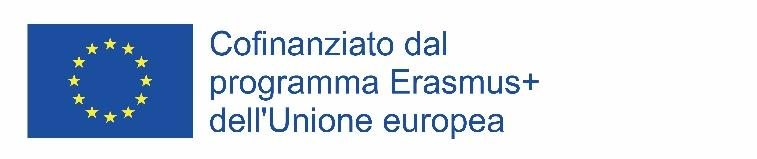 Cofinanziato dal
programma Erasmus+
dell'Unione europea